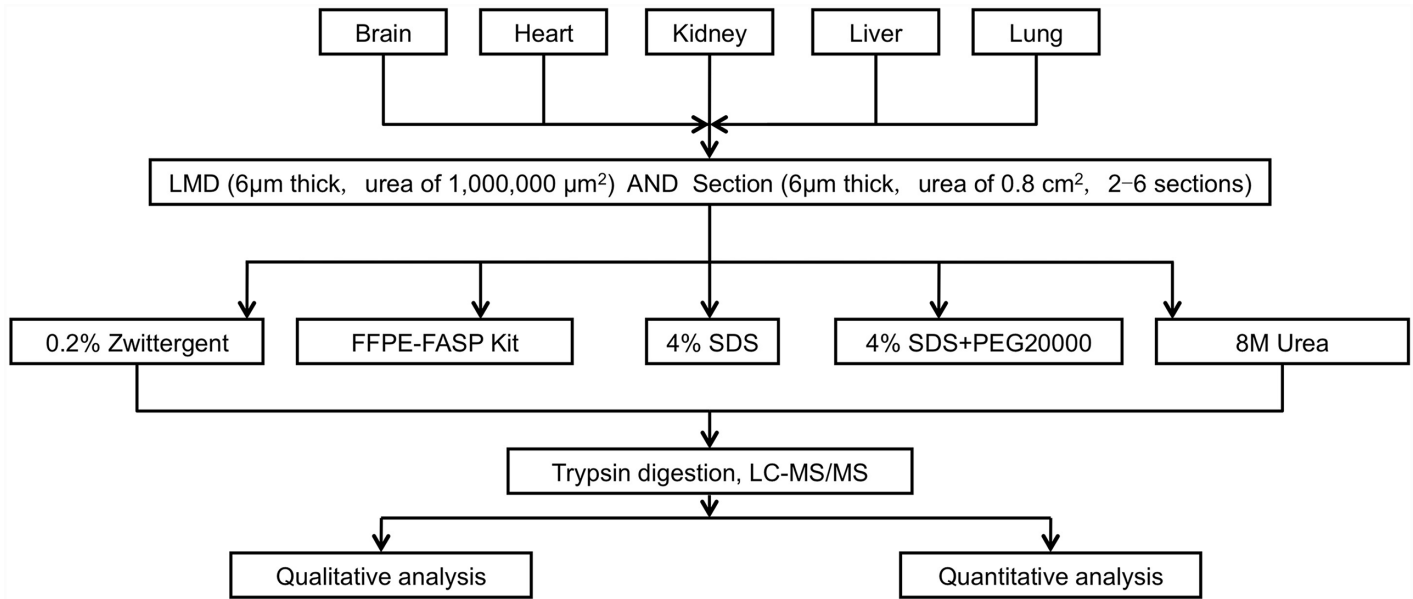 Brain
Heart
Kidney
Liver
Lung
LMD (6μm thick, urea of 1,000,000 μm²) AND Section (6μm thick, urea of 0.8 cm², 2−6 sections)
0.2% Zwittergent
FFPE-FASP Kit
4% SDS
4% SDS+PEG20000
8M Urea
Trypsin digestion, LC-MS/MS
Qualitative analysis
Quantitative analysis